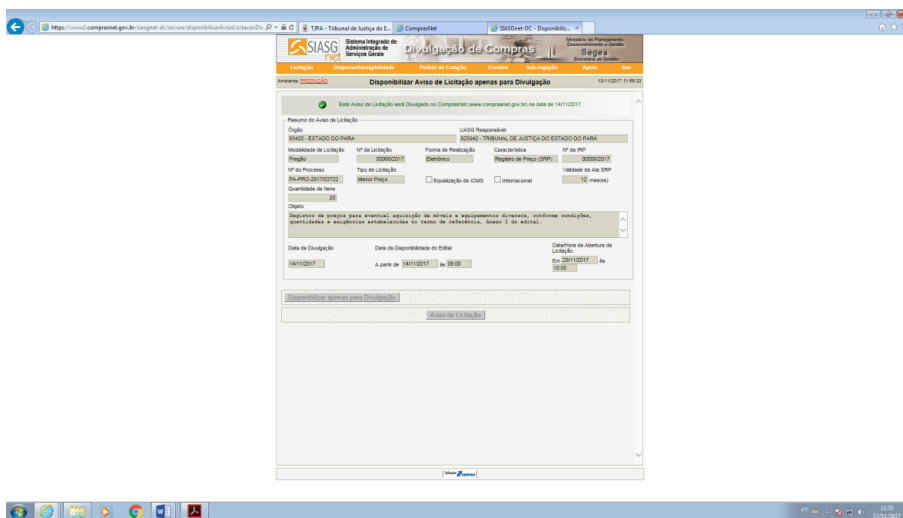 https://www2.comprasnet.gov.br/siasgnet-dc/secure/disponibilizarAvisoLicitacaoDiv
TJPA - Tribunal de Justiça do E...
ComprasNet
SIASGnet-DC - Disponibiliz...
SIASG net
Sistema Integrado de
Administração de
Serviços Gerais
Divulgação de Compras
Ministério do Planejamento
Desenvolvimento e Gestão
Seges
Secretaria de Gestão
Licitação Dispensa/Inexigibilidade Pedido de Cotação Eventos Sub-rogação Apoio Sair
Ambiente: PRODUÇÃO
Disponibilizar Aviso de Licitação apenas para Divulgação
Este Aviso de Licitação será Divulgado no ComprasNet (www.comprasnet.gov.br) na data de 14/11/2017.
Resumo do Aviso de Licitação
Órgão UASG Responsável
93420 - ESTADO DO PARA 925942 - TRIBUNAL DE JUSTIÇA DO ESTADO DO PARÁ
Modalidade de Licitação Nº da Licitação Forma de Realização Característica Nº da IRP
Pregão 00066/2017 Eletrônico Registro de Preço (SRP) 00056/2017
Nº do Processo Tipo de Licitação Validade da Ata SRP
PA-PRO-2017/03722 Menor Preço Equalização de ICMS Internacional 12 mes(es)
Quantidade de Itens
20
Objeto
Registro de preços para eventual aquisição de móveis e equipamentos diversos, conforme condições,
quantidades e exigências estabelecidas no termo de referência, Anexo I do edital.
Data da Divulgação Data da Disponibilidade do Edital Data/Hora da Abertura da
Licitação
14/11/2017 A partir de 14/11/2017 às 08:00 Em 28/11/2017 às
10:00
Disponibilizar apenas para Divulgação
Aviso de Licitação
PT
11:55
13/11/2017